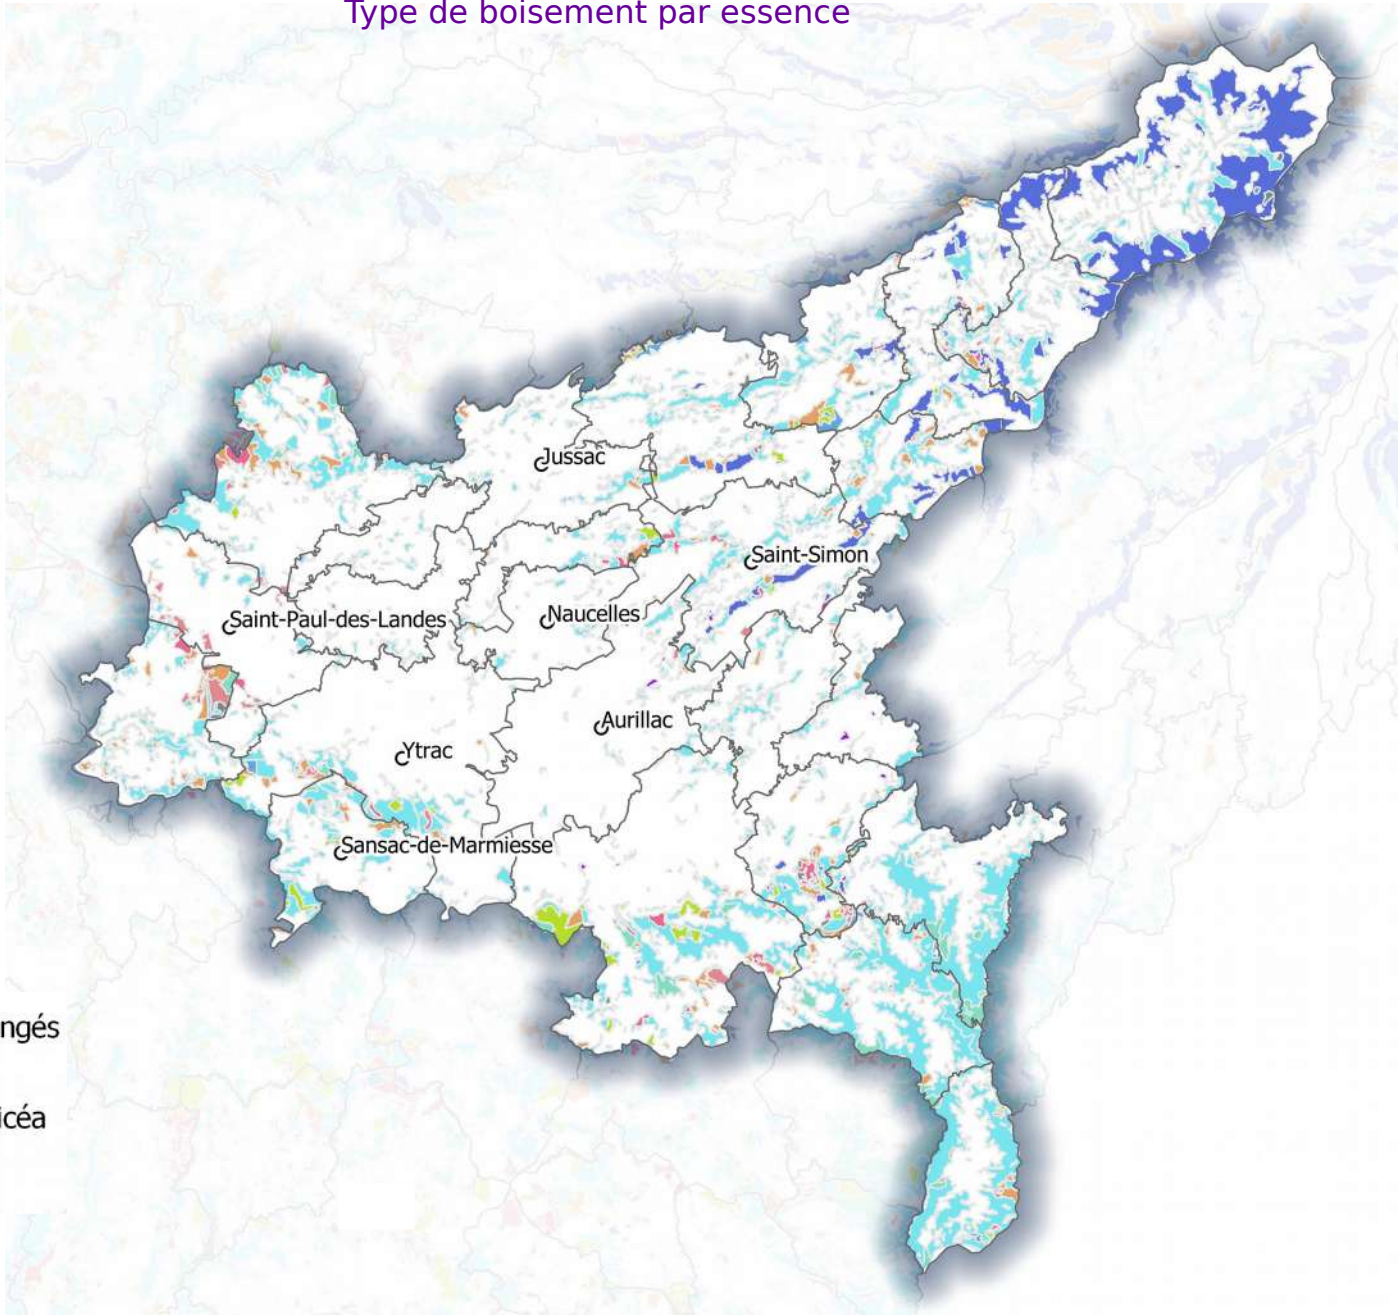 Type de boisement par essence
Jussac
Saint-Simon
Saint-Paul-des-Landes
Naucelles
Aurillac
Ytrac
Sansac-de-Marmiesse
ngés
icéa